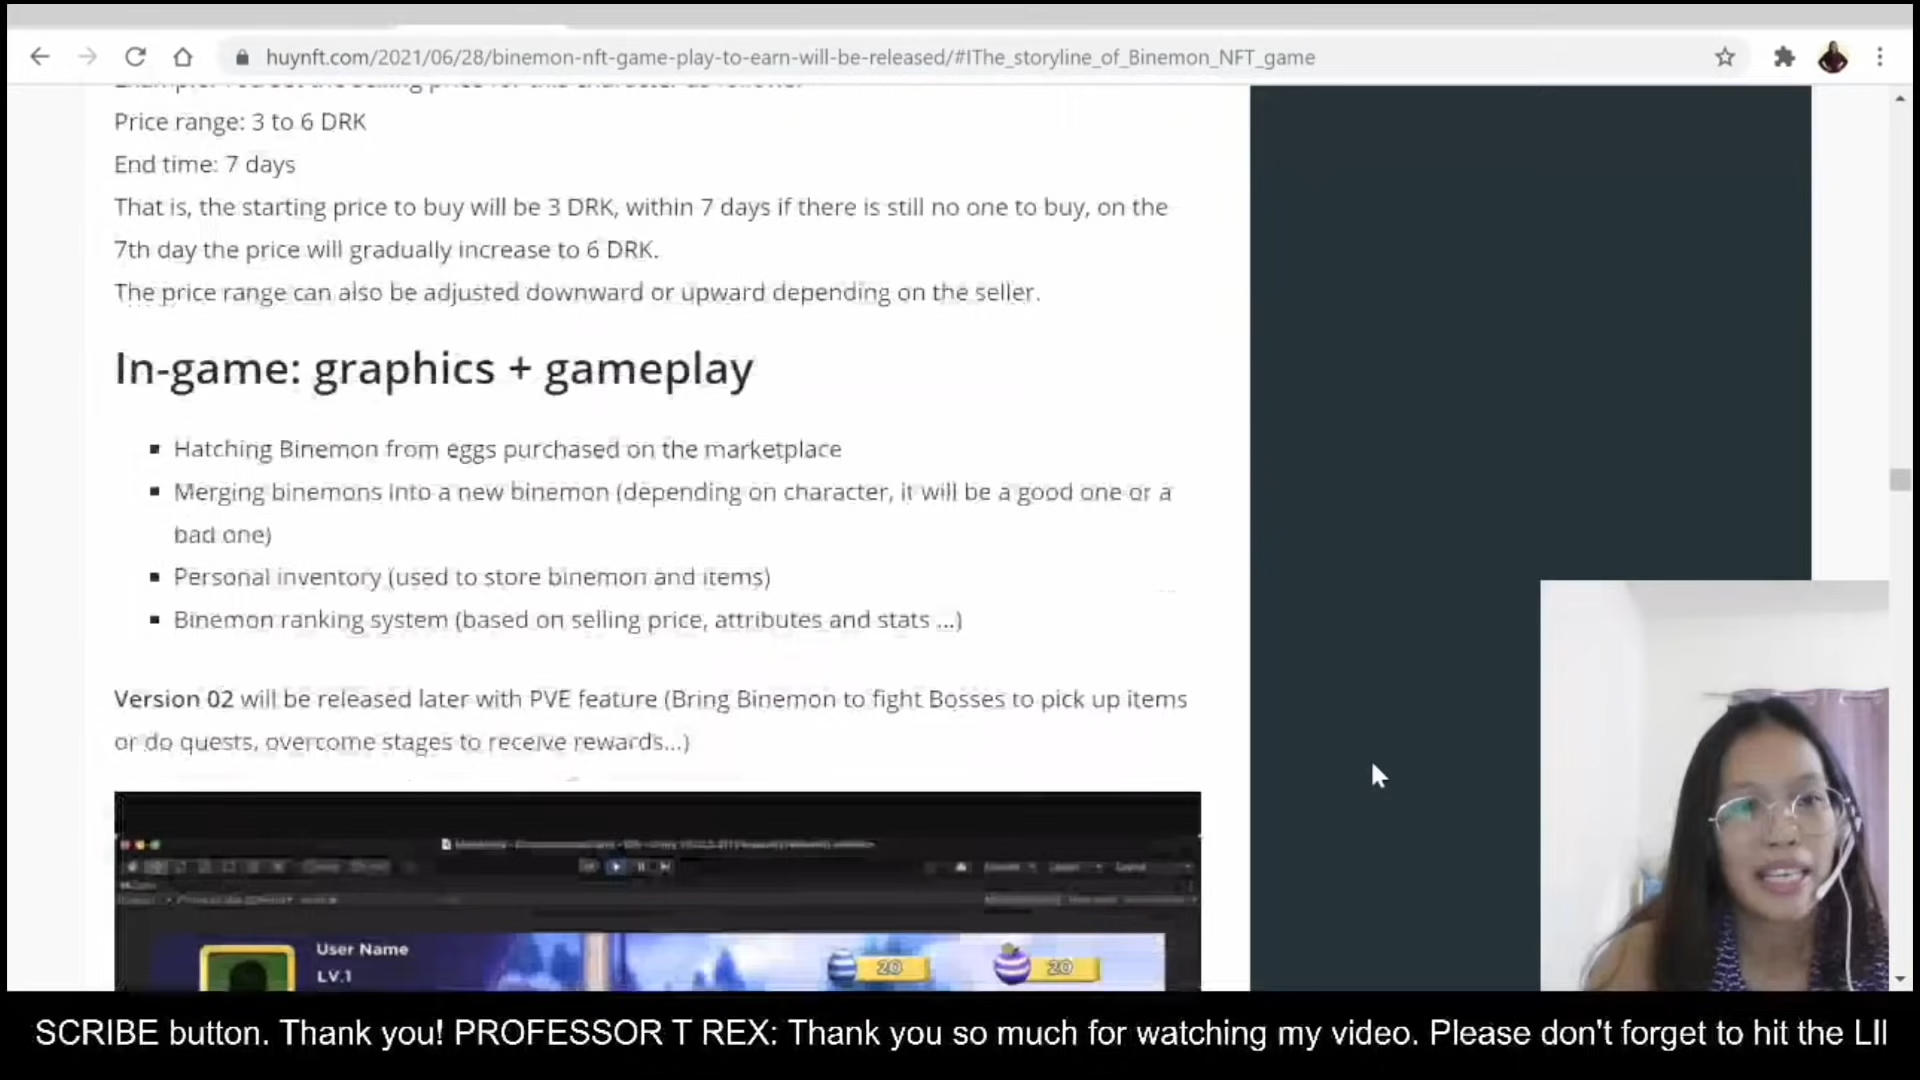 huynft.com/2021/06/28/binemon-nft-game-play-to-earn-will-be-released/#IThe_storyline_of_Binemon_NFT_game
Price range: 3 to 6 DRK
End time: 7 days
That is, the starting price to buy will be 3 DRK, within 7 days if there is still no one to buy, on the
7th day the price will gradually increase to 6 DRK.
The price range can also be adjusted downward or upward depending on the seller.
In-game: graphics + gameplay
Hatching Binemon from eggs purchased on the marketplace
Merging binemons into a new binemon (depending on character, it will be a good one or a
bad one)
Personal inventory (used to store binemon and items)
Binemon ranking system (based on selling price, attributes and stats ...)
Version 02 will be released later with PVE feature (Bring Binemon to fight Bosses to pick up items
or do quests, overcome stages to receive rewards...)
User Name
LV.1
20
20
SCRIBE button. Thank you! PROFESSOR T REX: Thank you so much for watching my video. Please don't forget to hit the LII